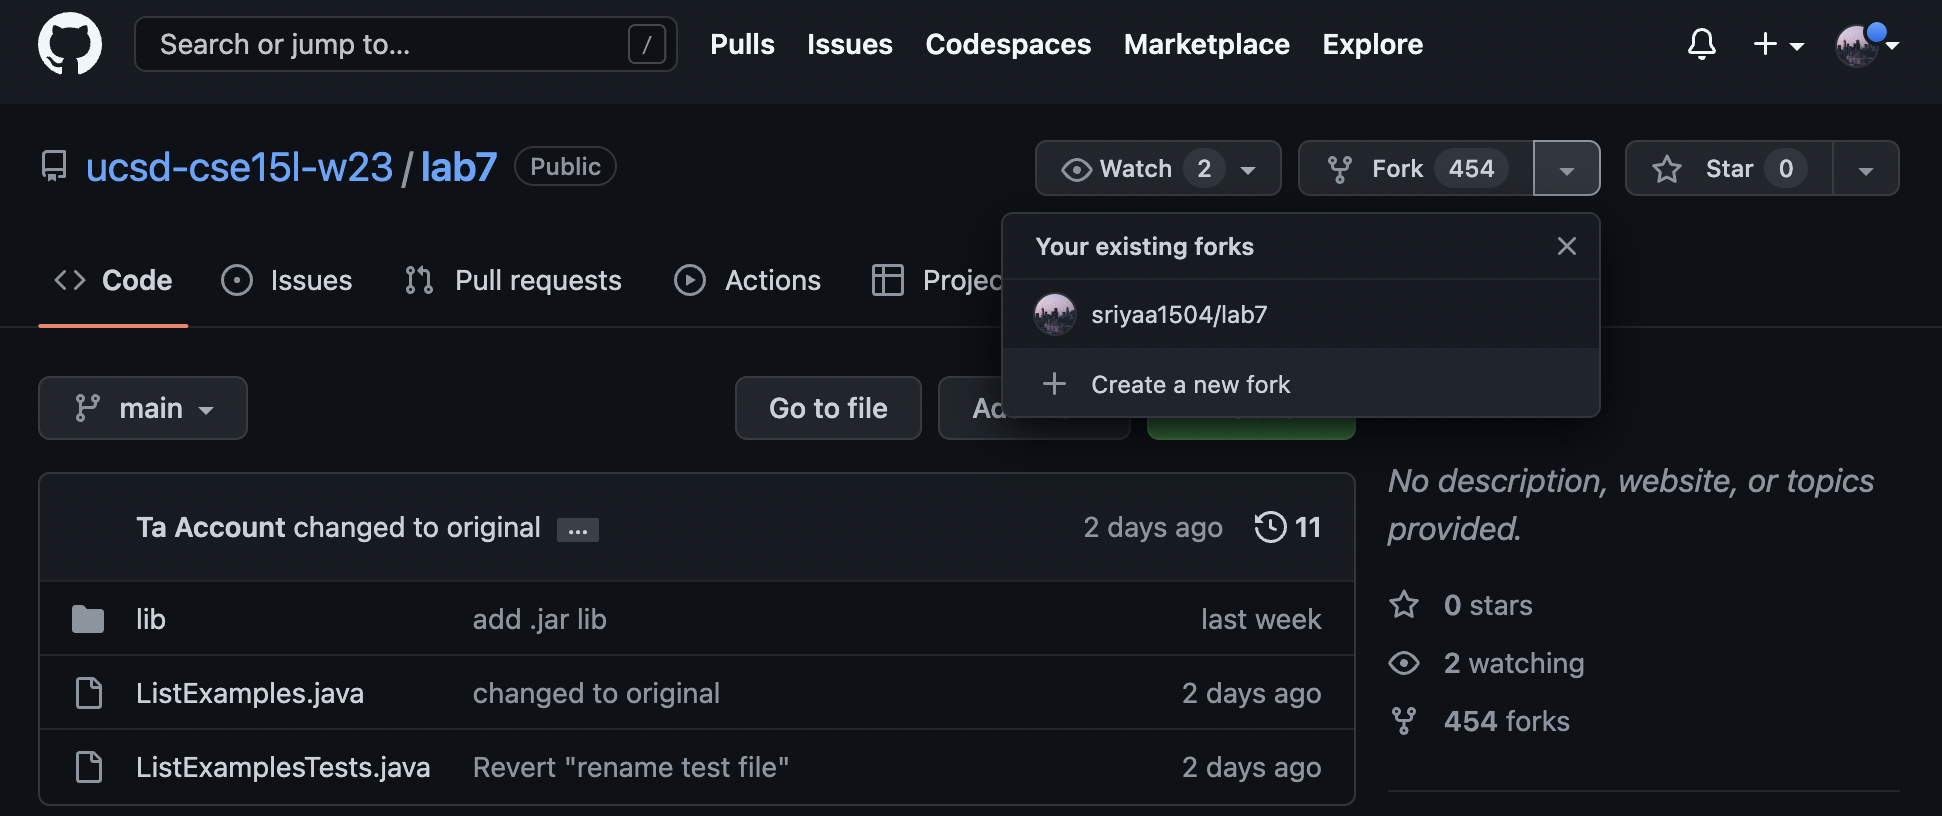 Search or jump to... /
Pulls Issues Codespaces Marketplace Explore
ucsd-cse15l-w23 / lab7 Public
Watch 2 Fork 454 Star 0
Your existing forks
sriyaa1504/lab7
Create a new fork
Code Issues Pull requests Actions Projec
main Go to file Ad
Ta Account changed to original ... 2 days ago 11
lib add .jar lib last week
ListExamples.java changed to original 2 days ago
ListExamplesTests.java Revert "rename test file" 2 days ago
No description, website, or topics
provided.
0 stars
2 watching
454 forks